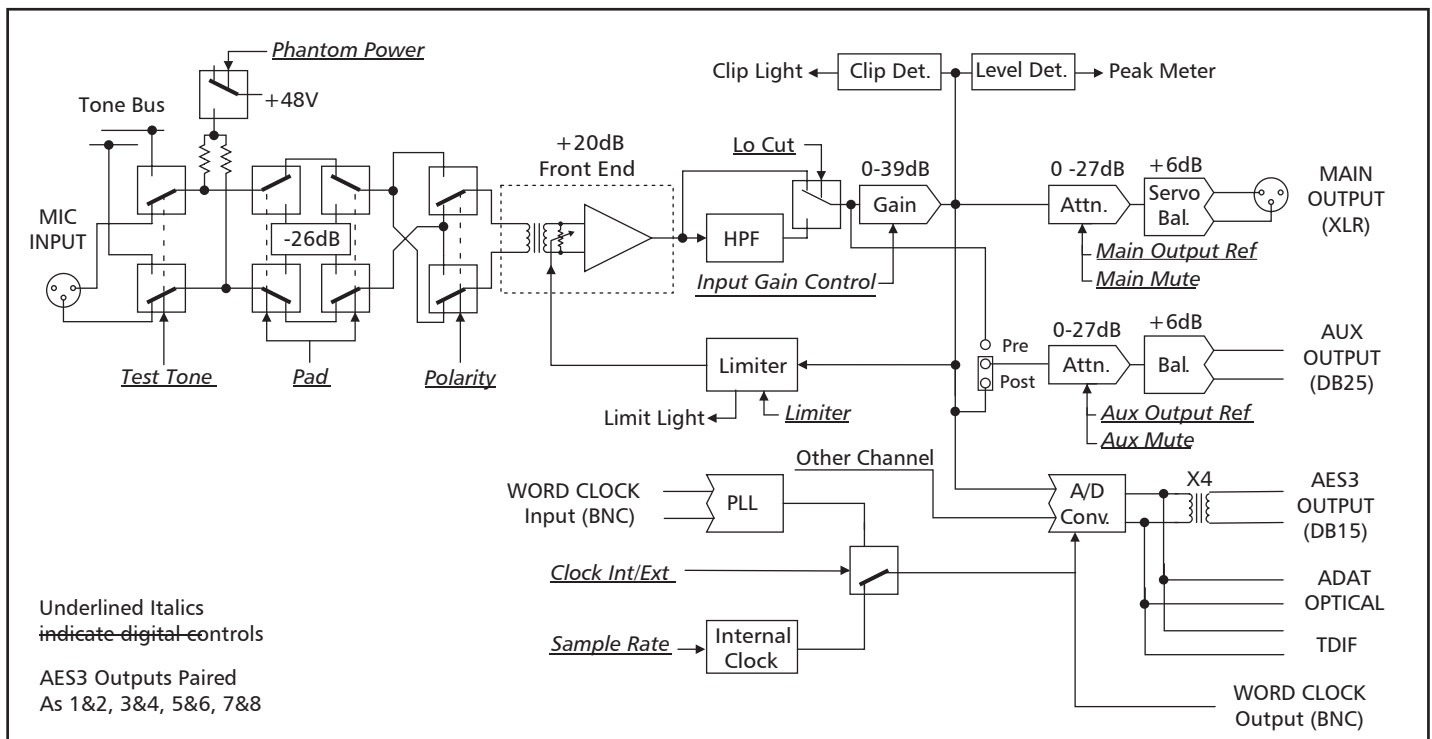 Phantom Power
+48V
Tone Bus
MIC
INPUT
Test Tone
Pad
-26dB
Polarity
+20dB
Front End
Lo Cut
HPF
0-39dB
Gain
Input Gain Control
Clip Light
Clip Det.
Level Det.
Peak Meter
0 -27dB
Attn.
+6dB
Servo
Bal.
MAIN
OUTPUT
(XLR)
Main Output Ref
Main Mute
Pre
Post
0-27dB
Attn.
+6dB
Bal.
AUX
OUTPUT
(DB25)
Aux Output Ref
Aux Mute
Limiter
Limit Light
Limiter
Other Channel
WORD CLOCK
Input (BNC)
PLL
Clock Int/Ext
Sample Rate
Internal
Clock
A/D
Conv.
X4
AES3
OUTPUT
(DB15)
ADAT
OPTICAL
TDIF
WORD CLOCK
Output (BNC)
Underlined Italics
indicate digital controls
AES3 Outputs Paired
As 1&2, 3&4, 5&6, 7&8